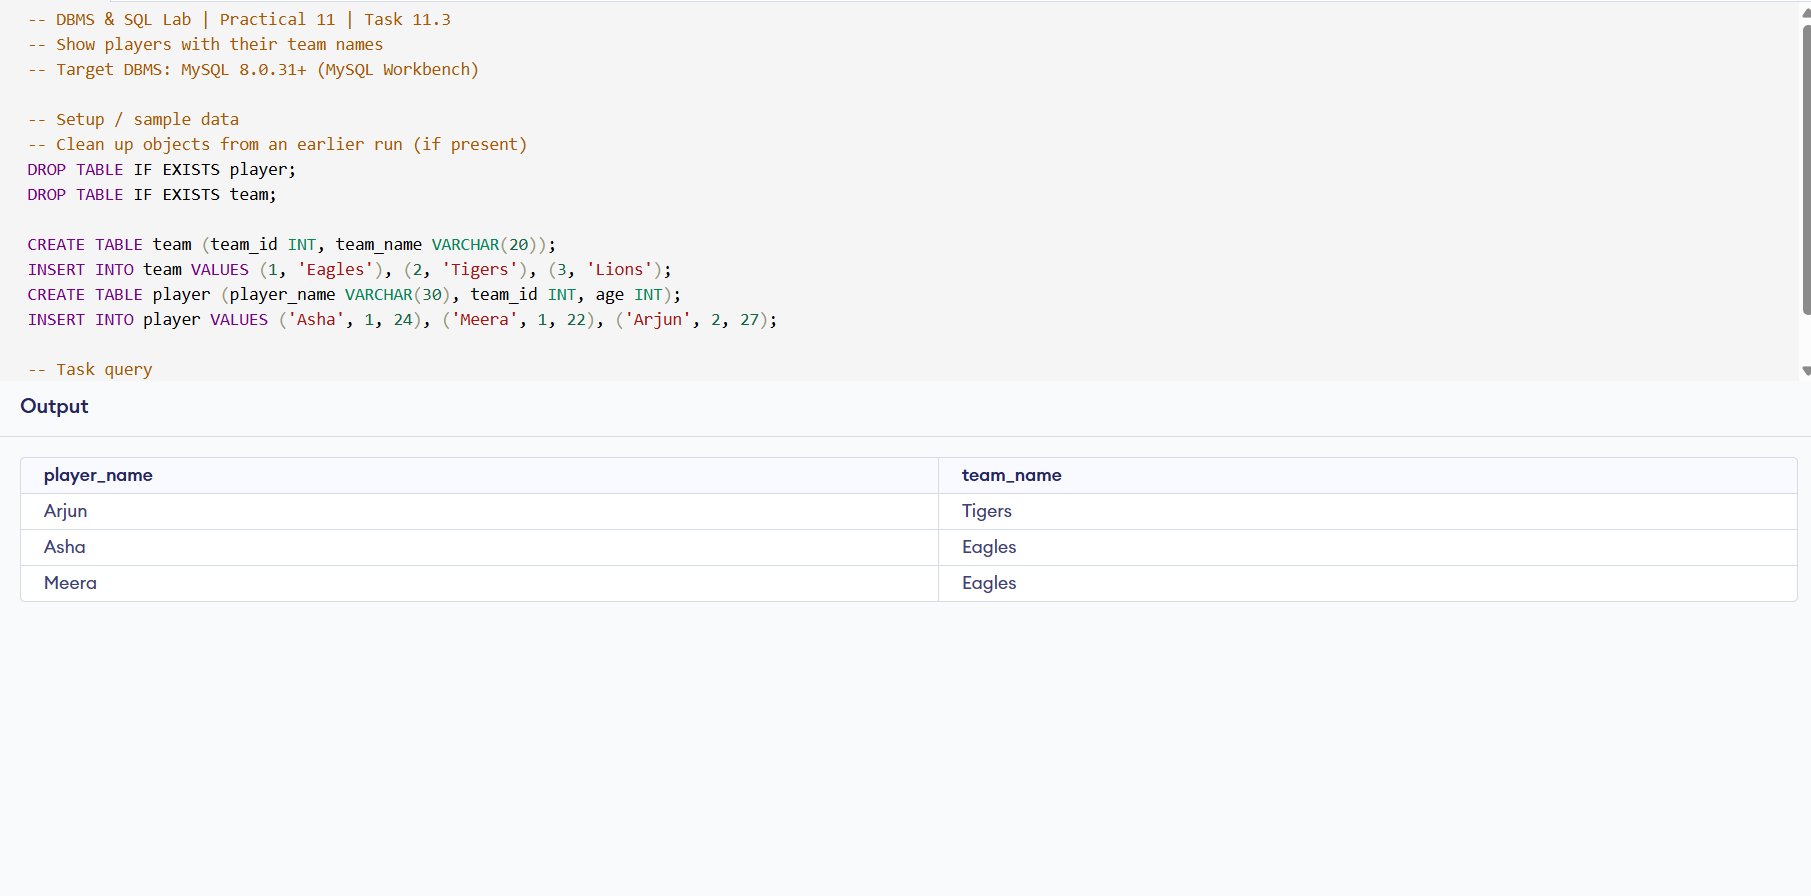 -- DBMS & SQL Lab | Practical 11 | Task 11.3
-- Show players with their team names
-- Target DBMS: MySQL 8.0.31+ (MySQL Workbench)
-- Setup / sample data
-- Clean up objects from an earlier run (if present)
DROP TABLE IF EXISTS player;
DROP TABLE IF EXISTS team;
CREATE TABLE team (team_id INT, team_name VARCHAR(20));
INSERT INTO team VALUES (1, 'Eagles'), (2, 'Tigers'), (3, 'Lions');
CREATE TABLE player (player_name VARCHAR(30), team_id INT, age INT);
INSERT INTO player VALUES ('Asha', 1, 24), ('Meera', 1, 22), ('Arjun', 2, 27);
-- Task query
Output
player_name team_name
Arjun Tigers
Asha Eagles
Meera Eagles